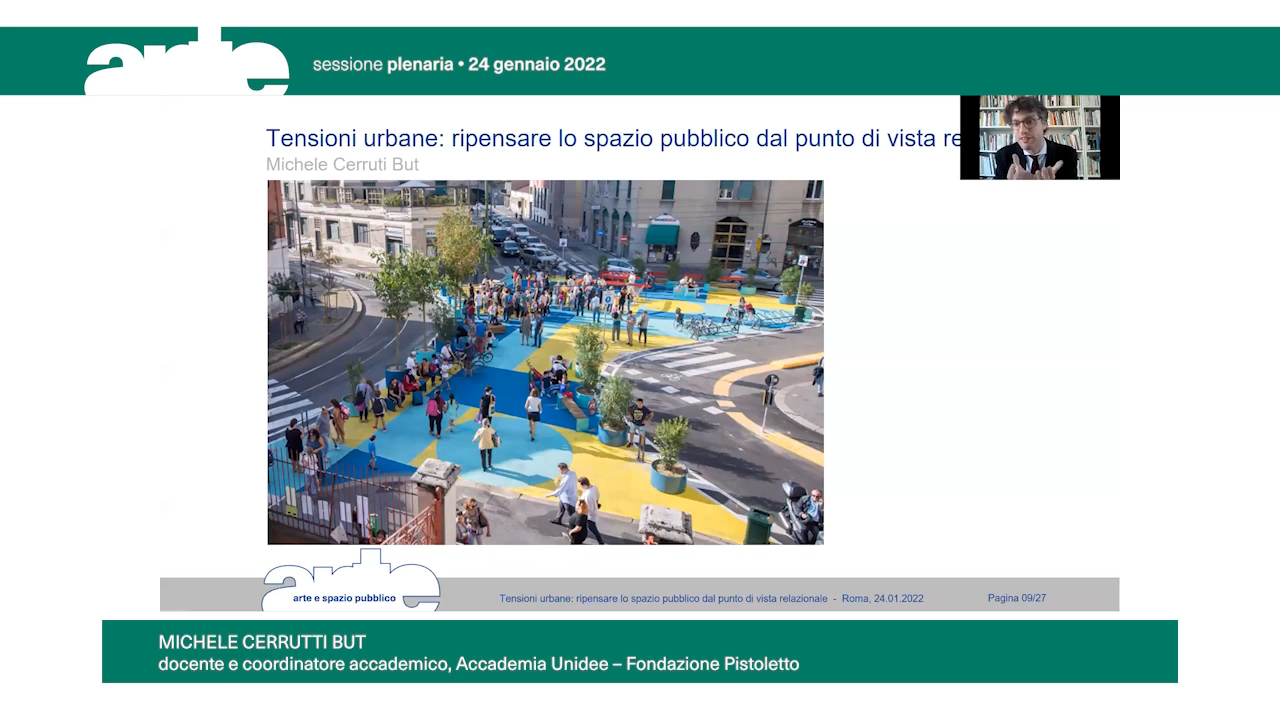 arte
sessione plenaria • 24 gennaio 2022
Tensioni urbane: ripensare lo spazio pubblico dal punto di vista re
Michele Cerruti But
arte
arte e spazio pubblico
Tensioni urbane: ripensare lo spazio pubblico dal punto di vista relazionale - Roma, 24.01.2022
Pagina 09/27
MICHELE CERRUTTI BUT
docente e coordinatore accademico, Accademia Unidee – Fondazione Pistoletto